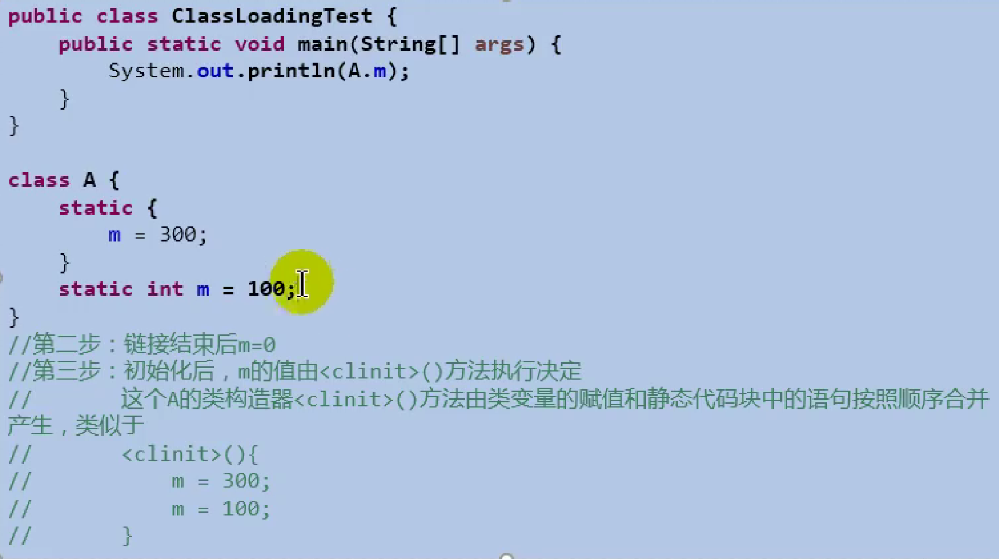 public class ClassLoadingTest {
    public static void main(String[] args) {
        System.out.println(A.m);
    }
}
class A {
    static {
        m = 300;
    }
    static int m = 100;
}
//第二步：链接结束后m=0
//第三步：初始化后，m的值由<clinit>()方法执行决定
//       这个A的类构造器<clinit>()方法由类变量的赋值和静态代码块中的语句按照顺序合并
产生，类似于
//       <clinit>(){
//           m = 300;
//           m = 100;
//       }